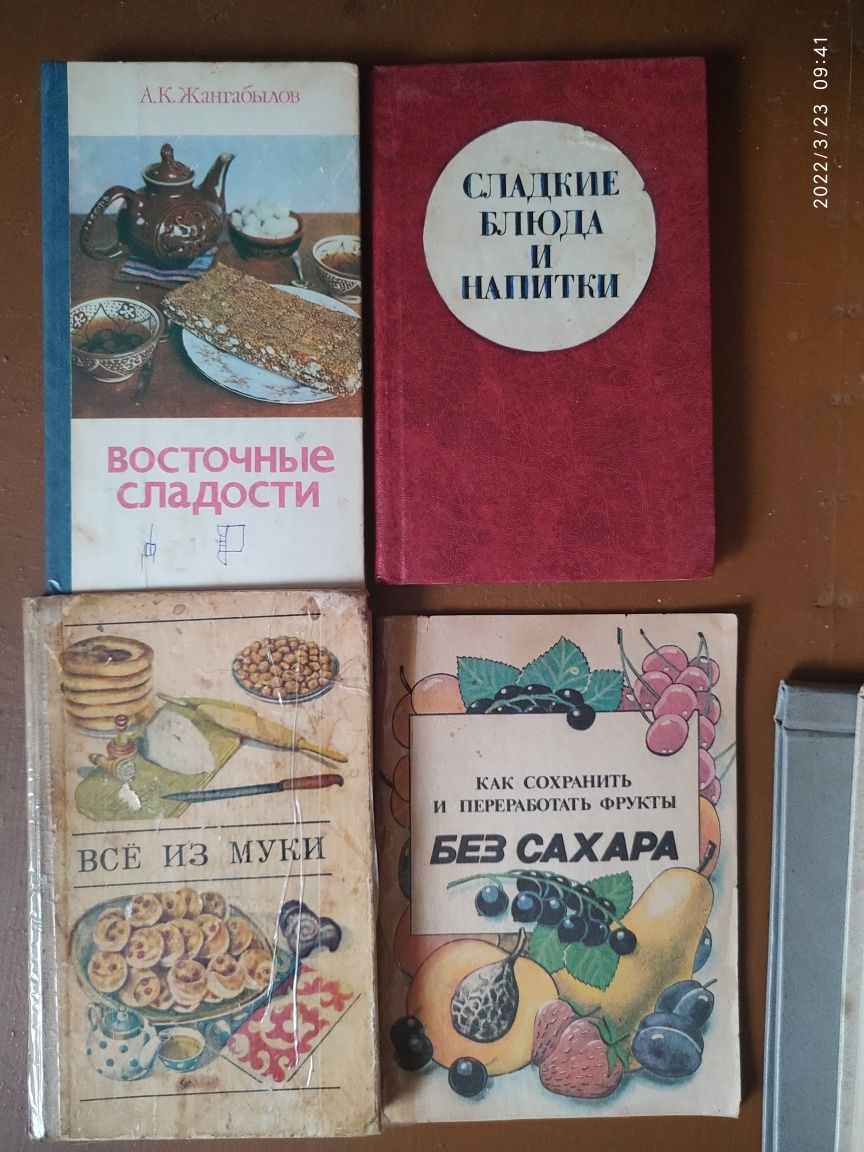 А.К.Жангабылов
ВОСТОЧНЫЕ
СЛАДОСТИ
СЛАДКИЕ
БЛЮДА
И
НАПИТКИ
ВСЁ ИЗ МУКИ
КАК СОХРАНИТЬ
И ПЕРЕРАБОТАТЬ ФРУКТЫ
БЕЗ САХАРА
2022/3/23 09:41